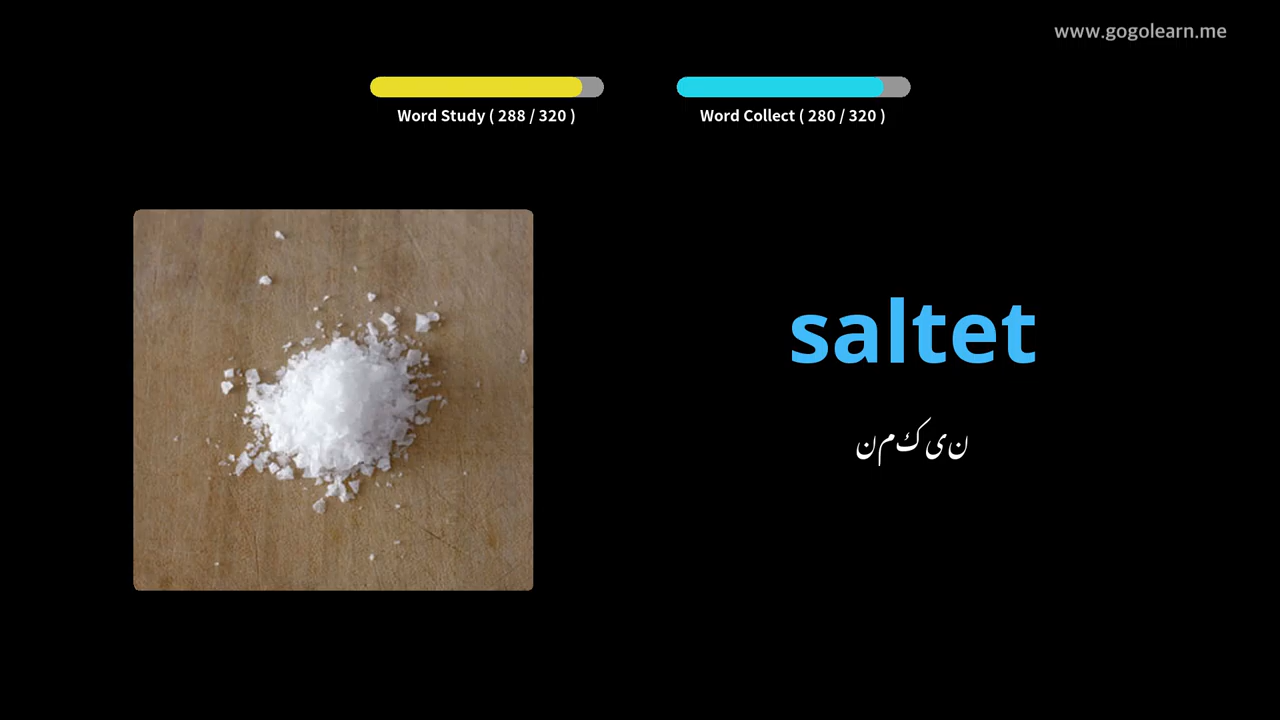 www.gogolearn.me
Word Study ( 288 / 320 )
Word Collect ( 280 / 320 )
saltet
ن ی ک م ن